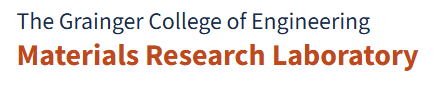 The Grainger College of Engineering
Materials Research Laboratory